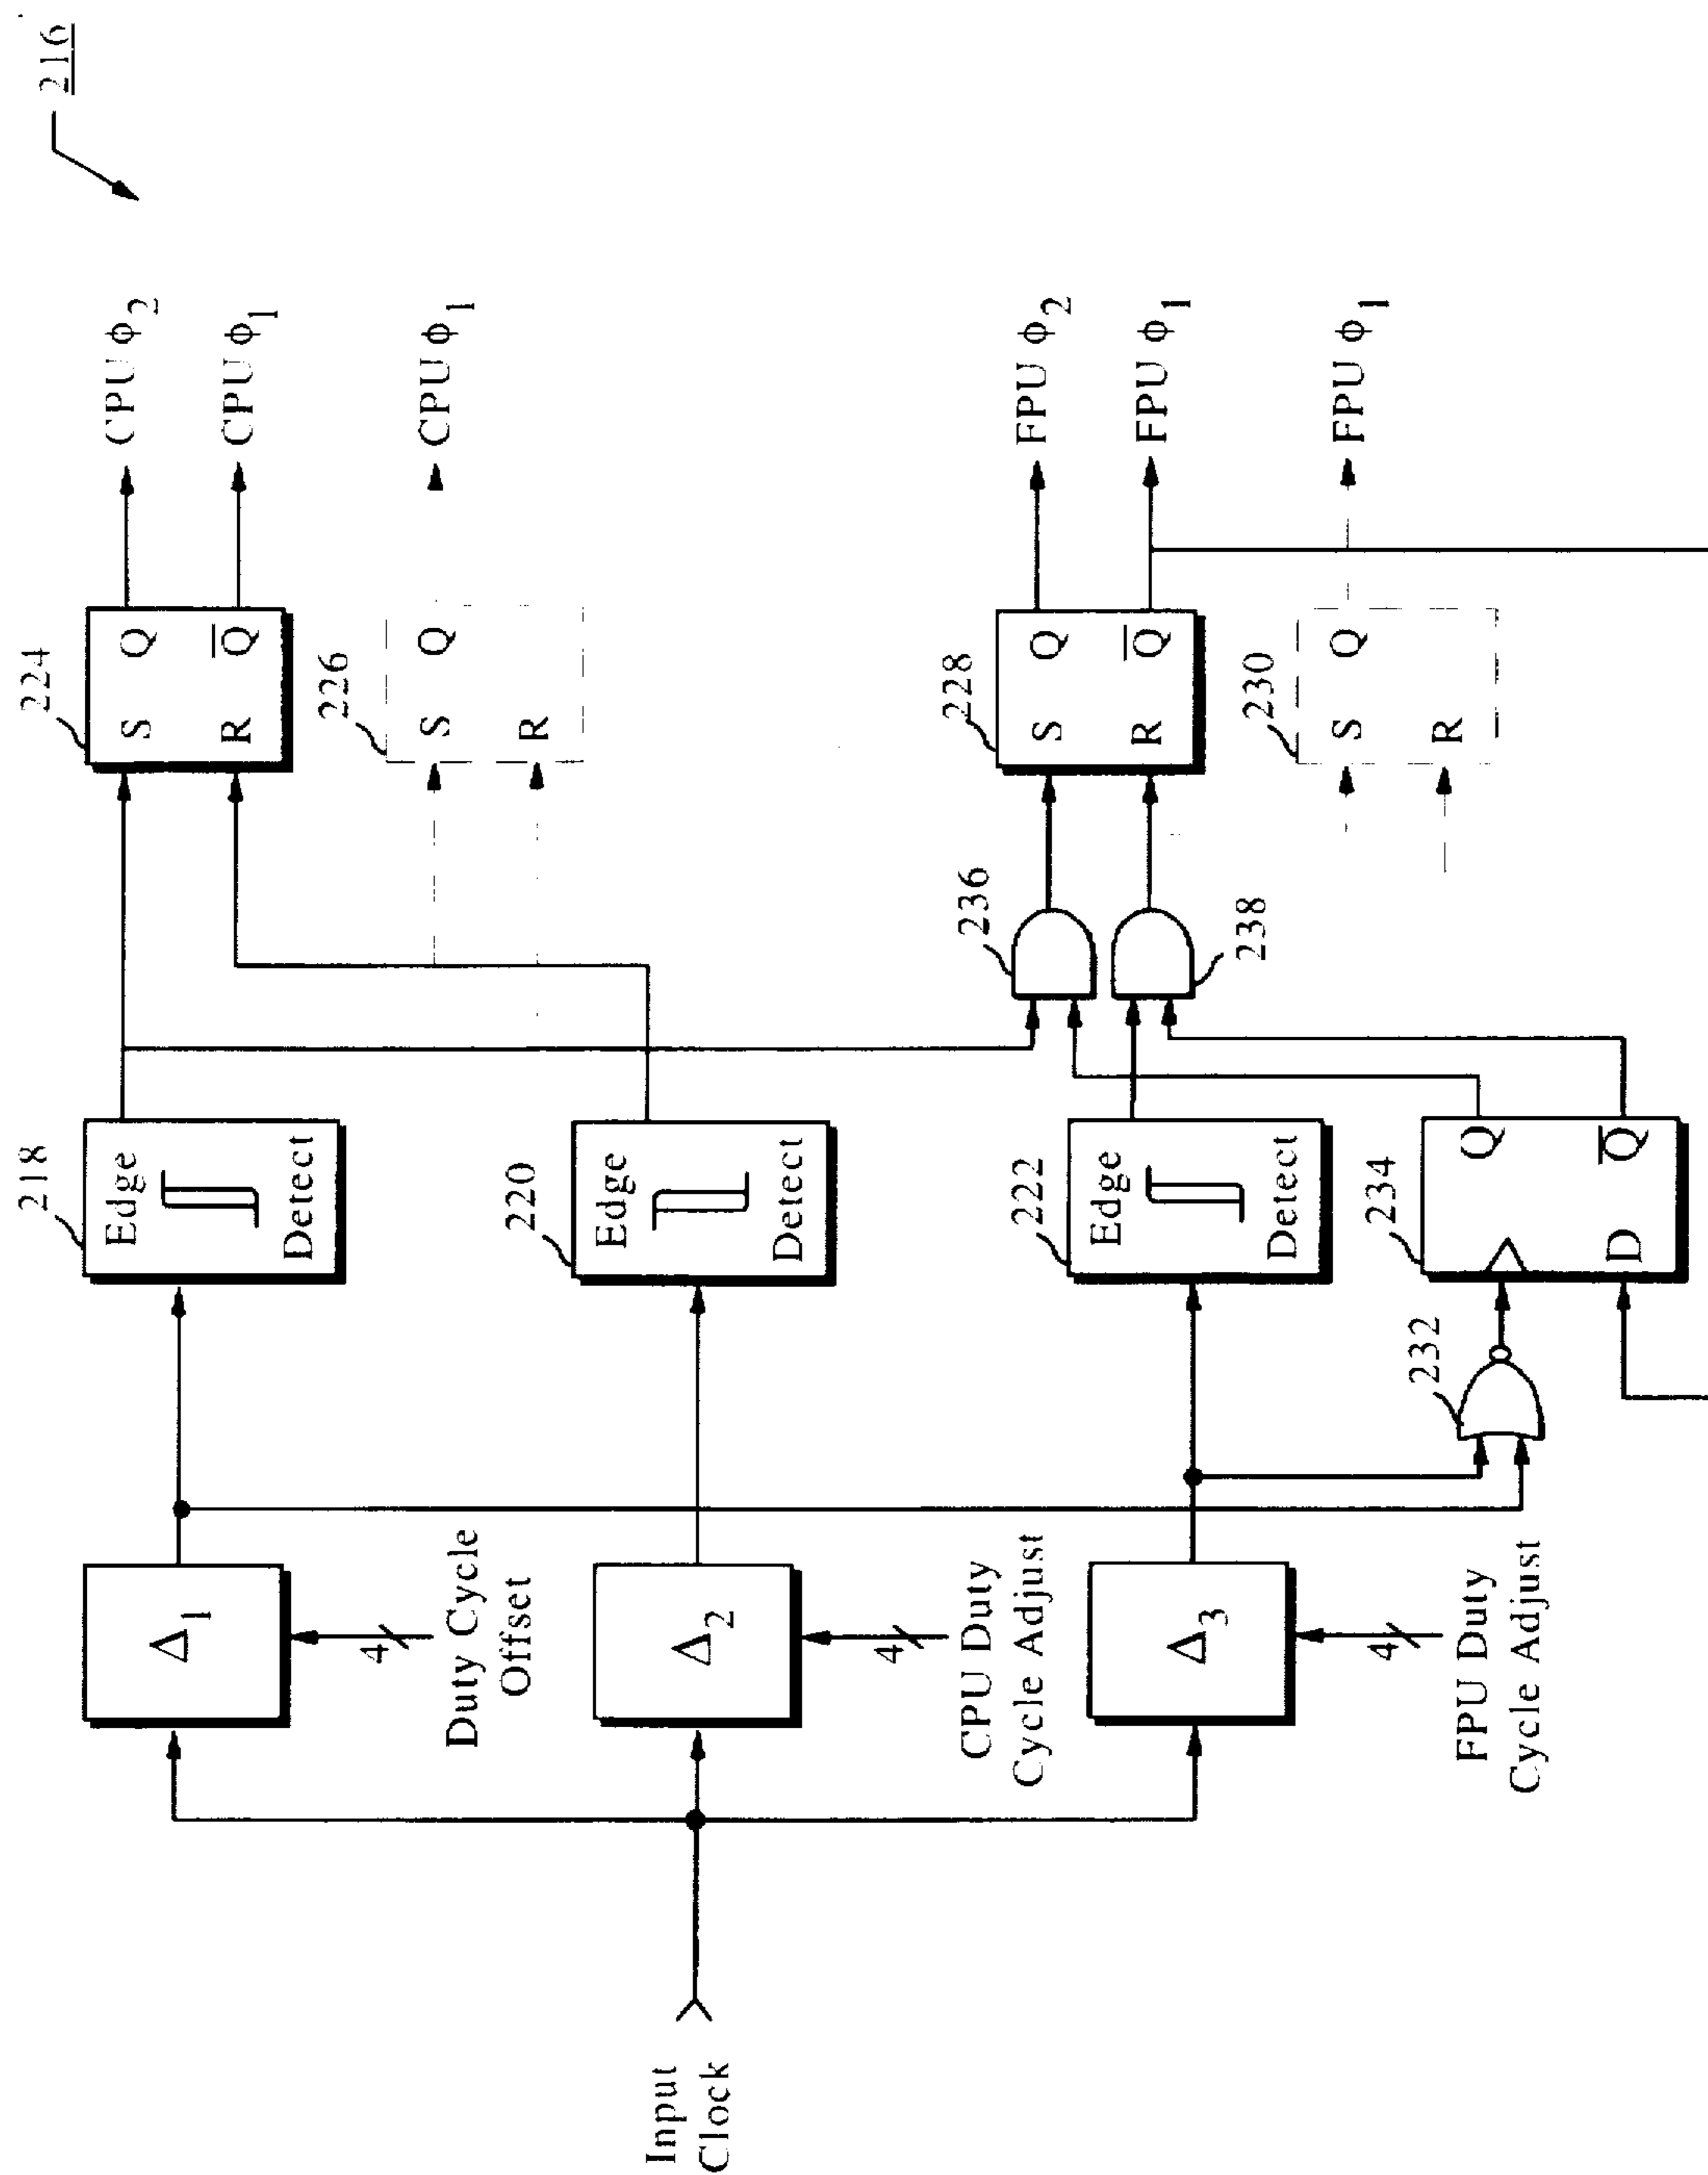 216
224
S Q
R Q
CPU ϕ2
CPU ϕ1
226
S Q
R
CPU ϕ1
218
Edge
Detect
220
Edge
Detect
222
Edge
Detect
228
S Q
R Q
FPU ϕ2
FPU ϕ1
230
S Q
R
FPU ϕ1
236
238
234
Q
D Q
232
Δ1
4
Duty Cycle
Offset
Δ2
4
CPU Duty
Cycle Adjust
Δ3
4
FPU Duty
Cycle Adjust
Input
Clock